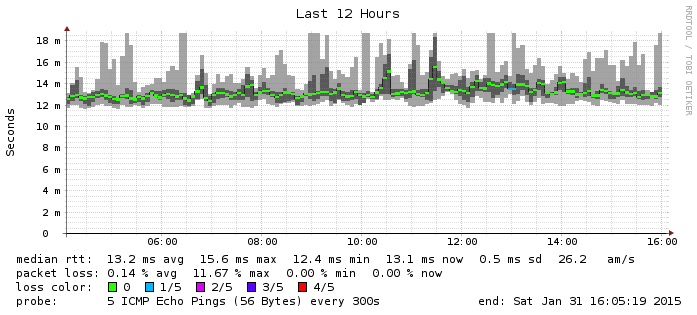 Last 12 Hours
RRDTOOL / TOBI OETIKER
Seconds
18 m
16 m
14 m
12 m
10 m
8 m
6 m
4 m
2 m
0
06:00 08:00 10:00 12:00 14:00 16:00
median rtt: 13.2 ms avg 15.6 ms max 12.4 ms min 13.1 ms now 0.5 ms sd 26.2 am/s
packet loss: 0.14 % avg 11.67 % max 0.00 % min 0.00 % now
loss color: 0 1/5 2/5 3/5 4/5
probe: 5 ICMP Echo Pings (56 Bytes) every 300s end: Sat Jan 31 16:05:19 2015